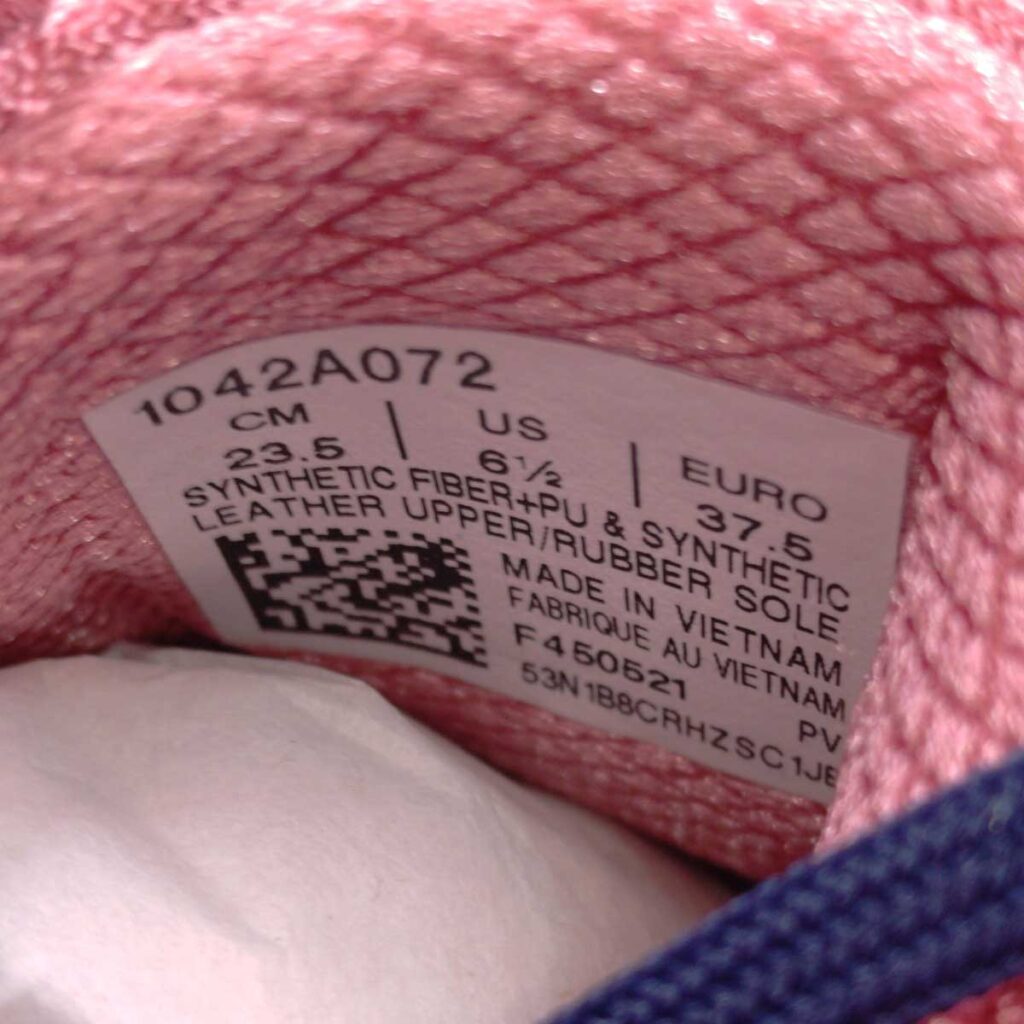 1042A072
CM | US | EURO
23.5 6½ 37.5
SYNTHETIC FIBER+PU & SYNTHETIC
LEATHER UPPER/RUBBER SOLE
MADE IN VIETNAM
FABRIQUE AU VIETNAM
F450521 PV
53N1B8CRHZSC1JE